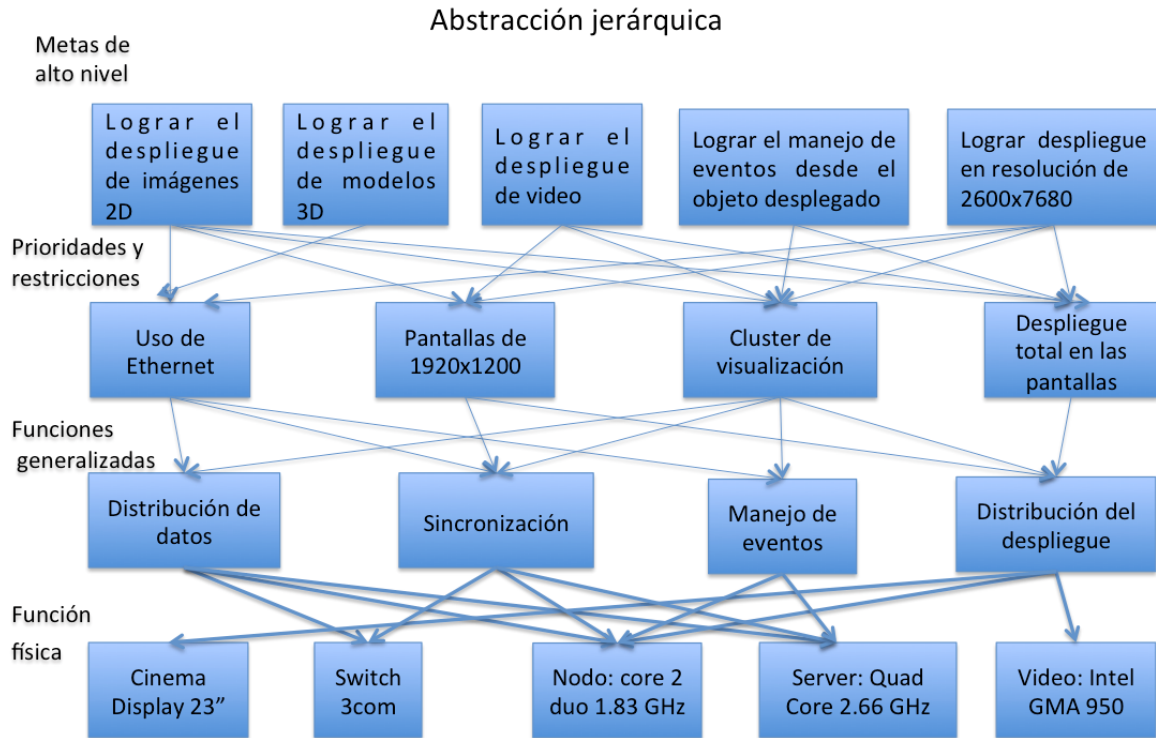 Abstracción jerárquica
Metas de
alto nivel
Lograr el
despliegue
de imágenes
2D
Lograr el
despliegue
de modelos
3D
Lograr el
despliegue
de video
Lograr el manejo de
eventos desde el
objeto desplegado
Lograr despliegue
en resolución de
2600x7680
Prioridades y
restricciones
Uso de
Ethernet
Pantallas de
1920x1200
Cluster de
visualización
Despliegue
total en las
pantallas
Funciones
generalizadas
Distribución de
datos
Sincronización
Manejo de
eventos
Distribución del
despliegue
Función
física
Cinema
Display 23”
Switch
3com
Nodo: core 2
duo 1.83 GHz
Server: Quad
Core 2.66 GHz
Video: Intel
GMA 950